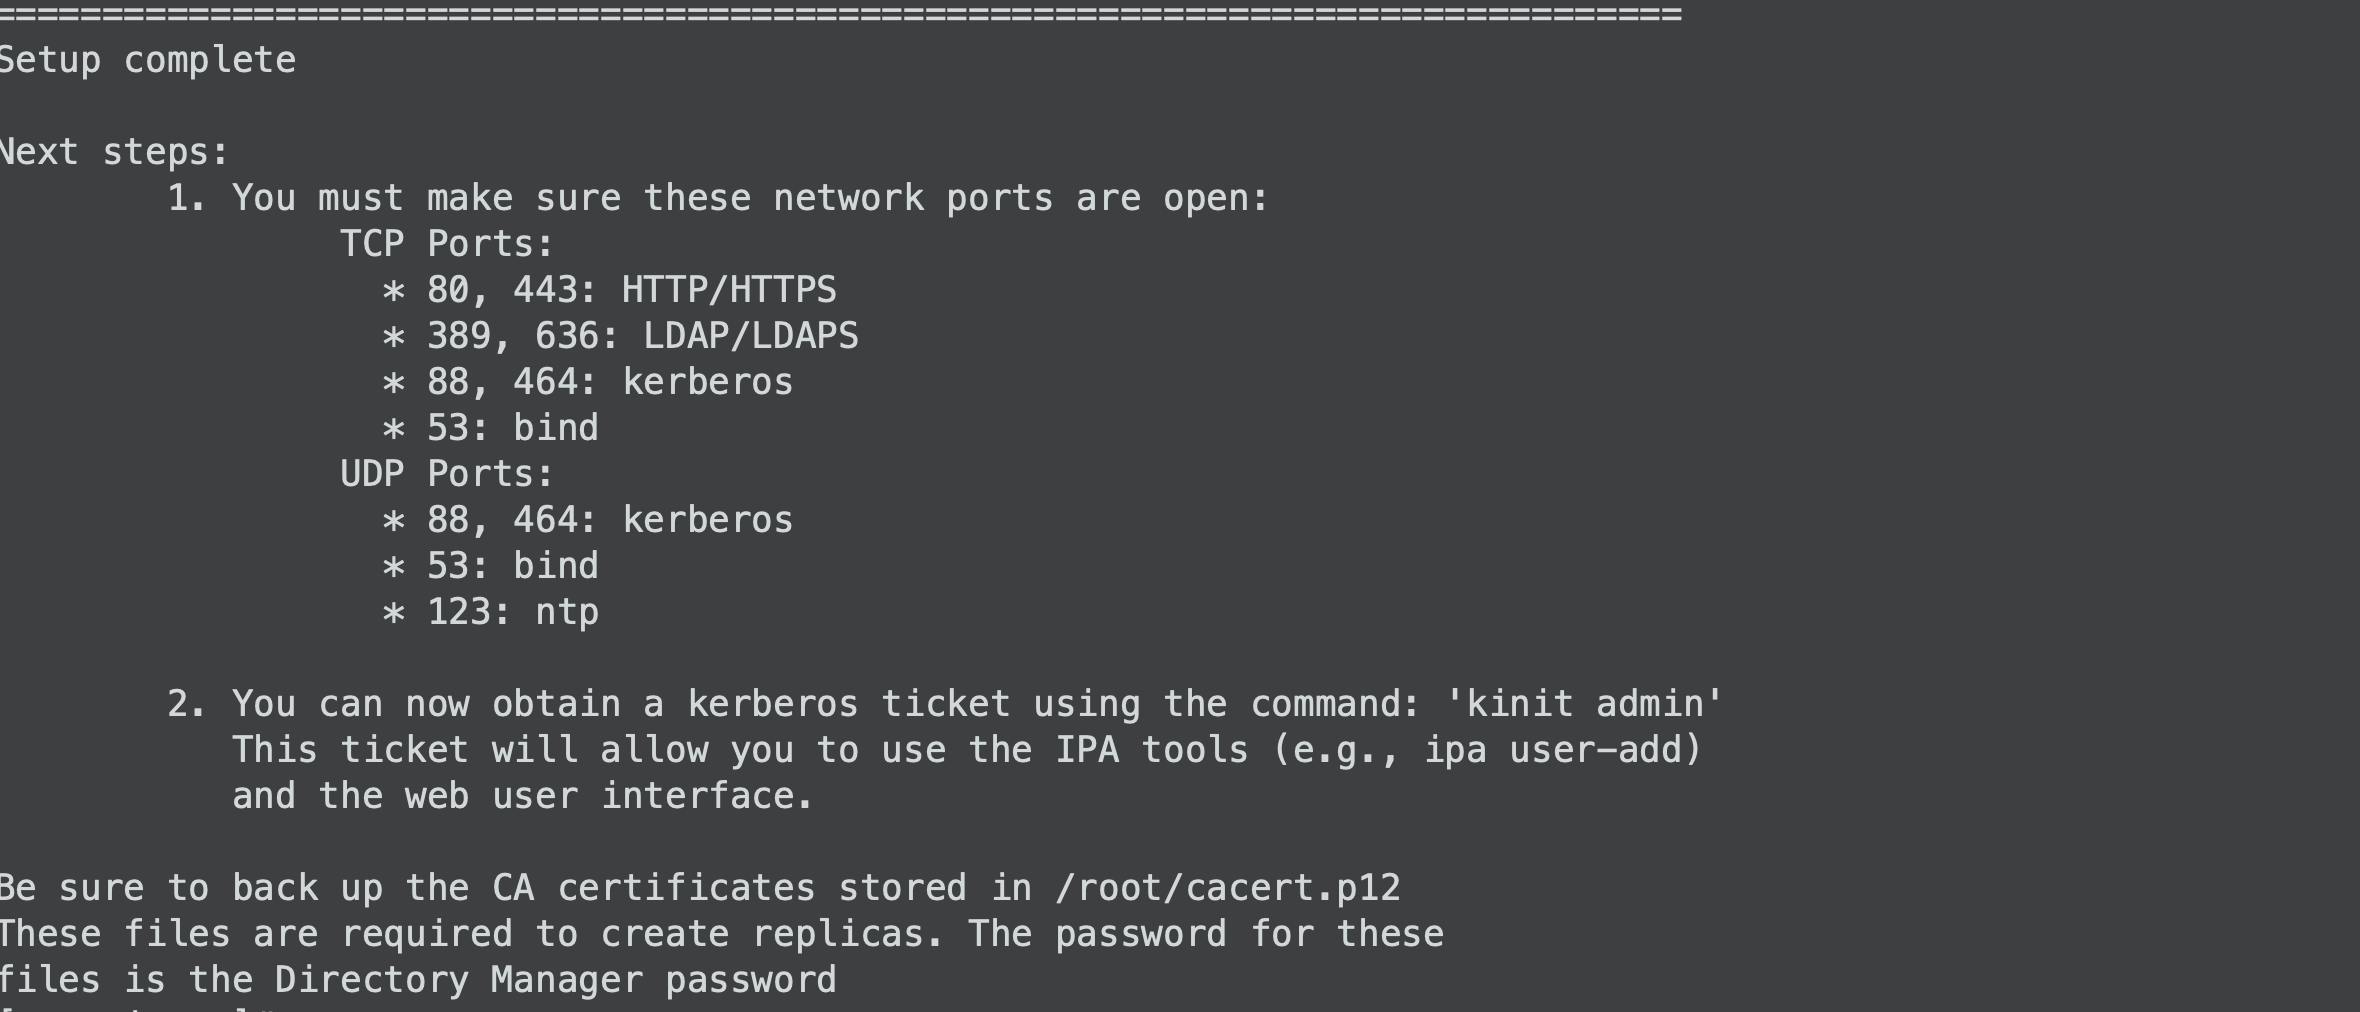 ==============================================================================
Setup complete
Next steps:
1. You must make sure these network ports are open:
TCP Ports:
* 80, 443: HTTP/HTTPS
* 389, 636: LDAP/LDAPS
* 88, 464: kerberos
* 53: bind
UDP Ports:
* 88, 464: kerberos
* 53: bind
* 123: ntp
2. You can now obtain a kerberos ticket using the command: 'kinit admin'
This ticket will allow you to use the IPA tools (e.g., ipa user-add)
and the web user interface.
Be sure to back up the CA certificates stored in /root/cacert.p12
These files are required to create replicas. The password for these
files is the Directory Manager password